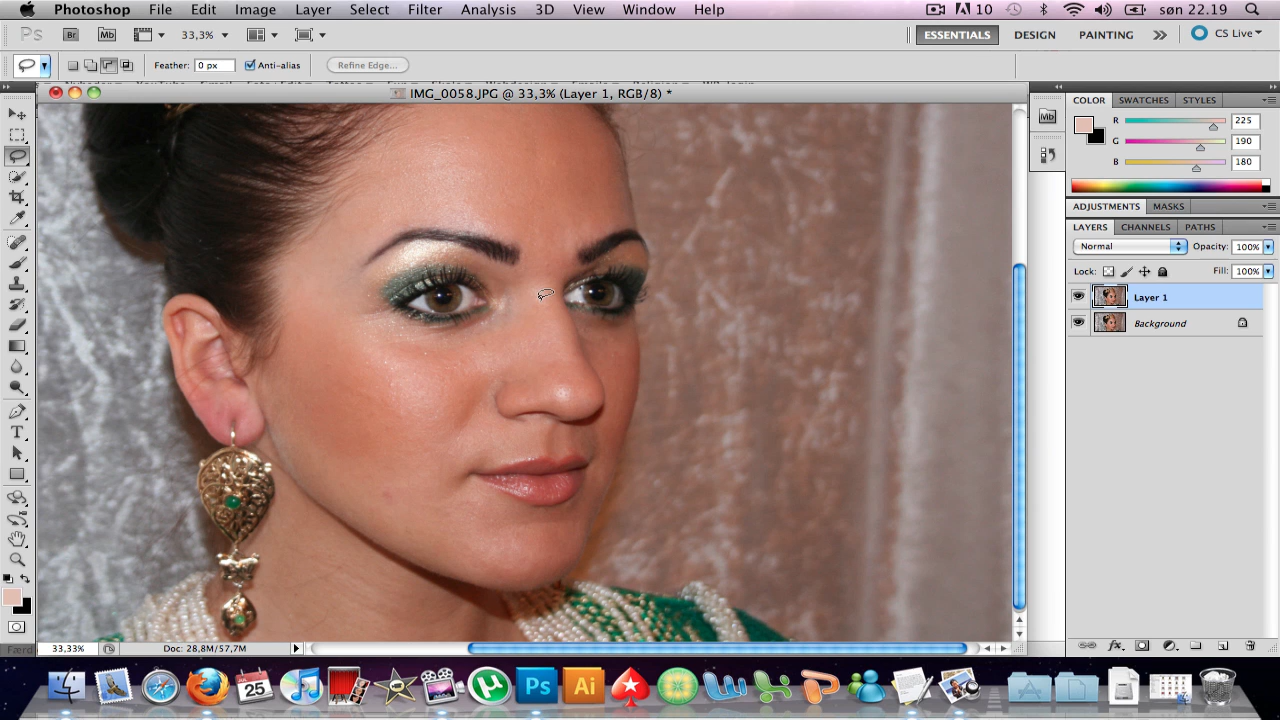 Photoshop File Edit Image Layer Select Filter Analysis 3D View Window Help 10 søn 22.19
Ps Br Mb 33,3% ESSENTIALS DESIGN PAINTING CS Live
Feather: 0 px Anti-alias Refine Edge...
IMG_0058.JPG @ 33,3% (Layer 1, RGB/8) *
COLOR SWATCHES STYLES
Mb
R 225
G 190
B 180
ADJUSTMENTS MASKS
LAYERS CHANNELS PATHS
Normal Opacity: 100%
Lock: Fill: 100%
Layer 1
Background
T
33,33% Doc: 28,8M/57,7M
Færd
25
µ
Ps
Ai